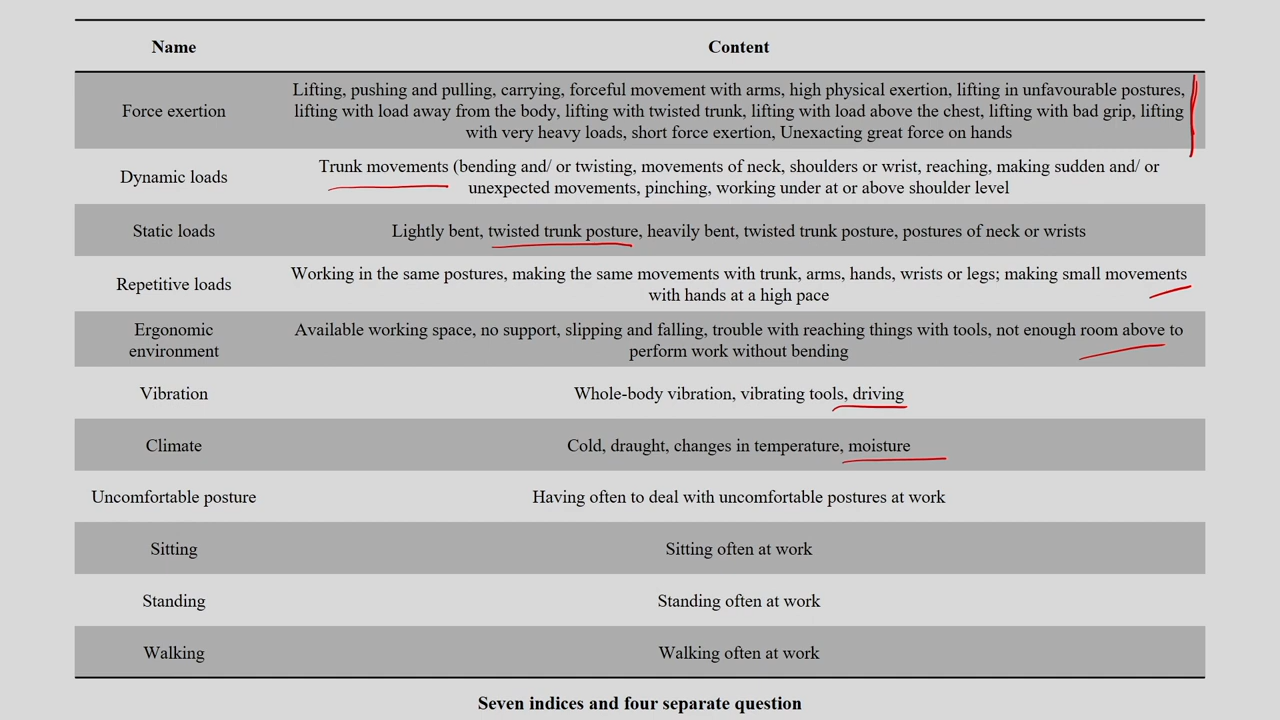 Name Content
Force exertion
Lifting, pushing and pulling, carrying, forceful movement with arms, high physical exertion, lifting in unfavourable postures,
lifting with load away from the body, lifting with twisted trunk, lifting with load above the chest, lifting with bad grip, lifting
with very heavy loads, short force exertion, Unexacting great force on hands
Dynamic loads
Trunk movements (bending and/ or twisting, movements of neck, shoulders or wrist, reaching, making sudden and/ or
unexpected movements, pinching, working under at or above shoulder level
Static loads Lightly bent, twisted trunk posture, heavily bent, twisted trunk posture, postures of neck or wrists
Repetitive loads
Working in the same postures, making the same movements with trunk, arms, hands, wrists or legs; making small movements
with hands at a high pace
Ergonomic
environment
Available working space, no support, slipping and falling, trouble with reaching things with tools, not enough room above to
perform work without bending
Vibration Whole-body vibration, vibrating tools, driving
Climate Cold, draught, changes in temperature, moisture
Uncomfortable posture Having often to deal with uncomfortable postures at work
Sitting Sitting often at work
Standing Standing often at work
Walking Walking often at work
Seven indices and four separate question